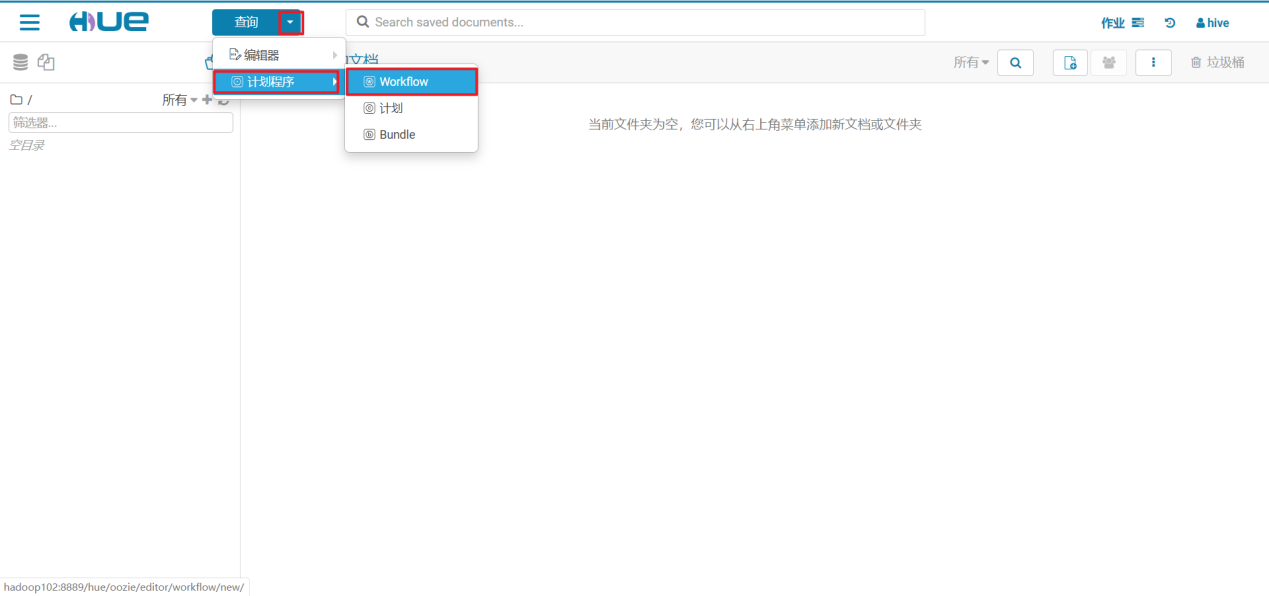 HUE
查询
Search saved documents...
作业
hive
编辑器
文档
所有
垃圾桶
计划程序
Workflow
/
所有
计划
筛选器...
当前文件夹为空，您可以从右上角菜单添加新文档或文件夹
Bundle
空目录
hadoop102:8889/hue/oozie/editor/workflow/new/